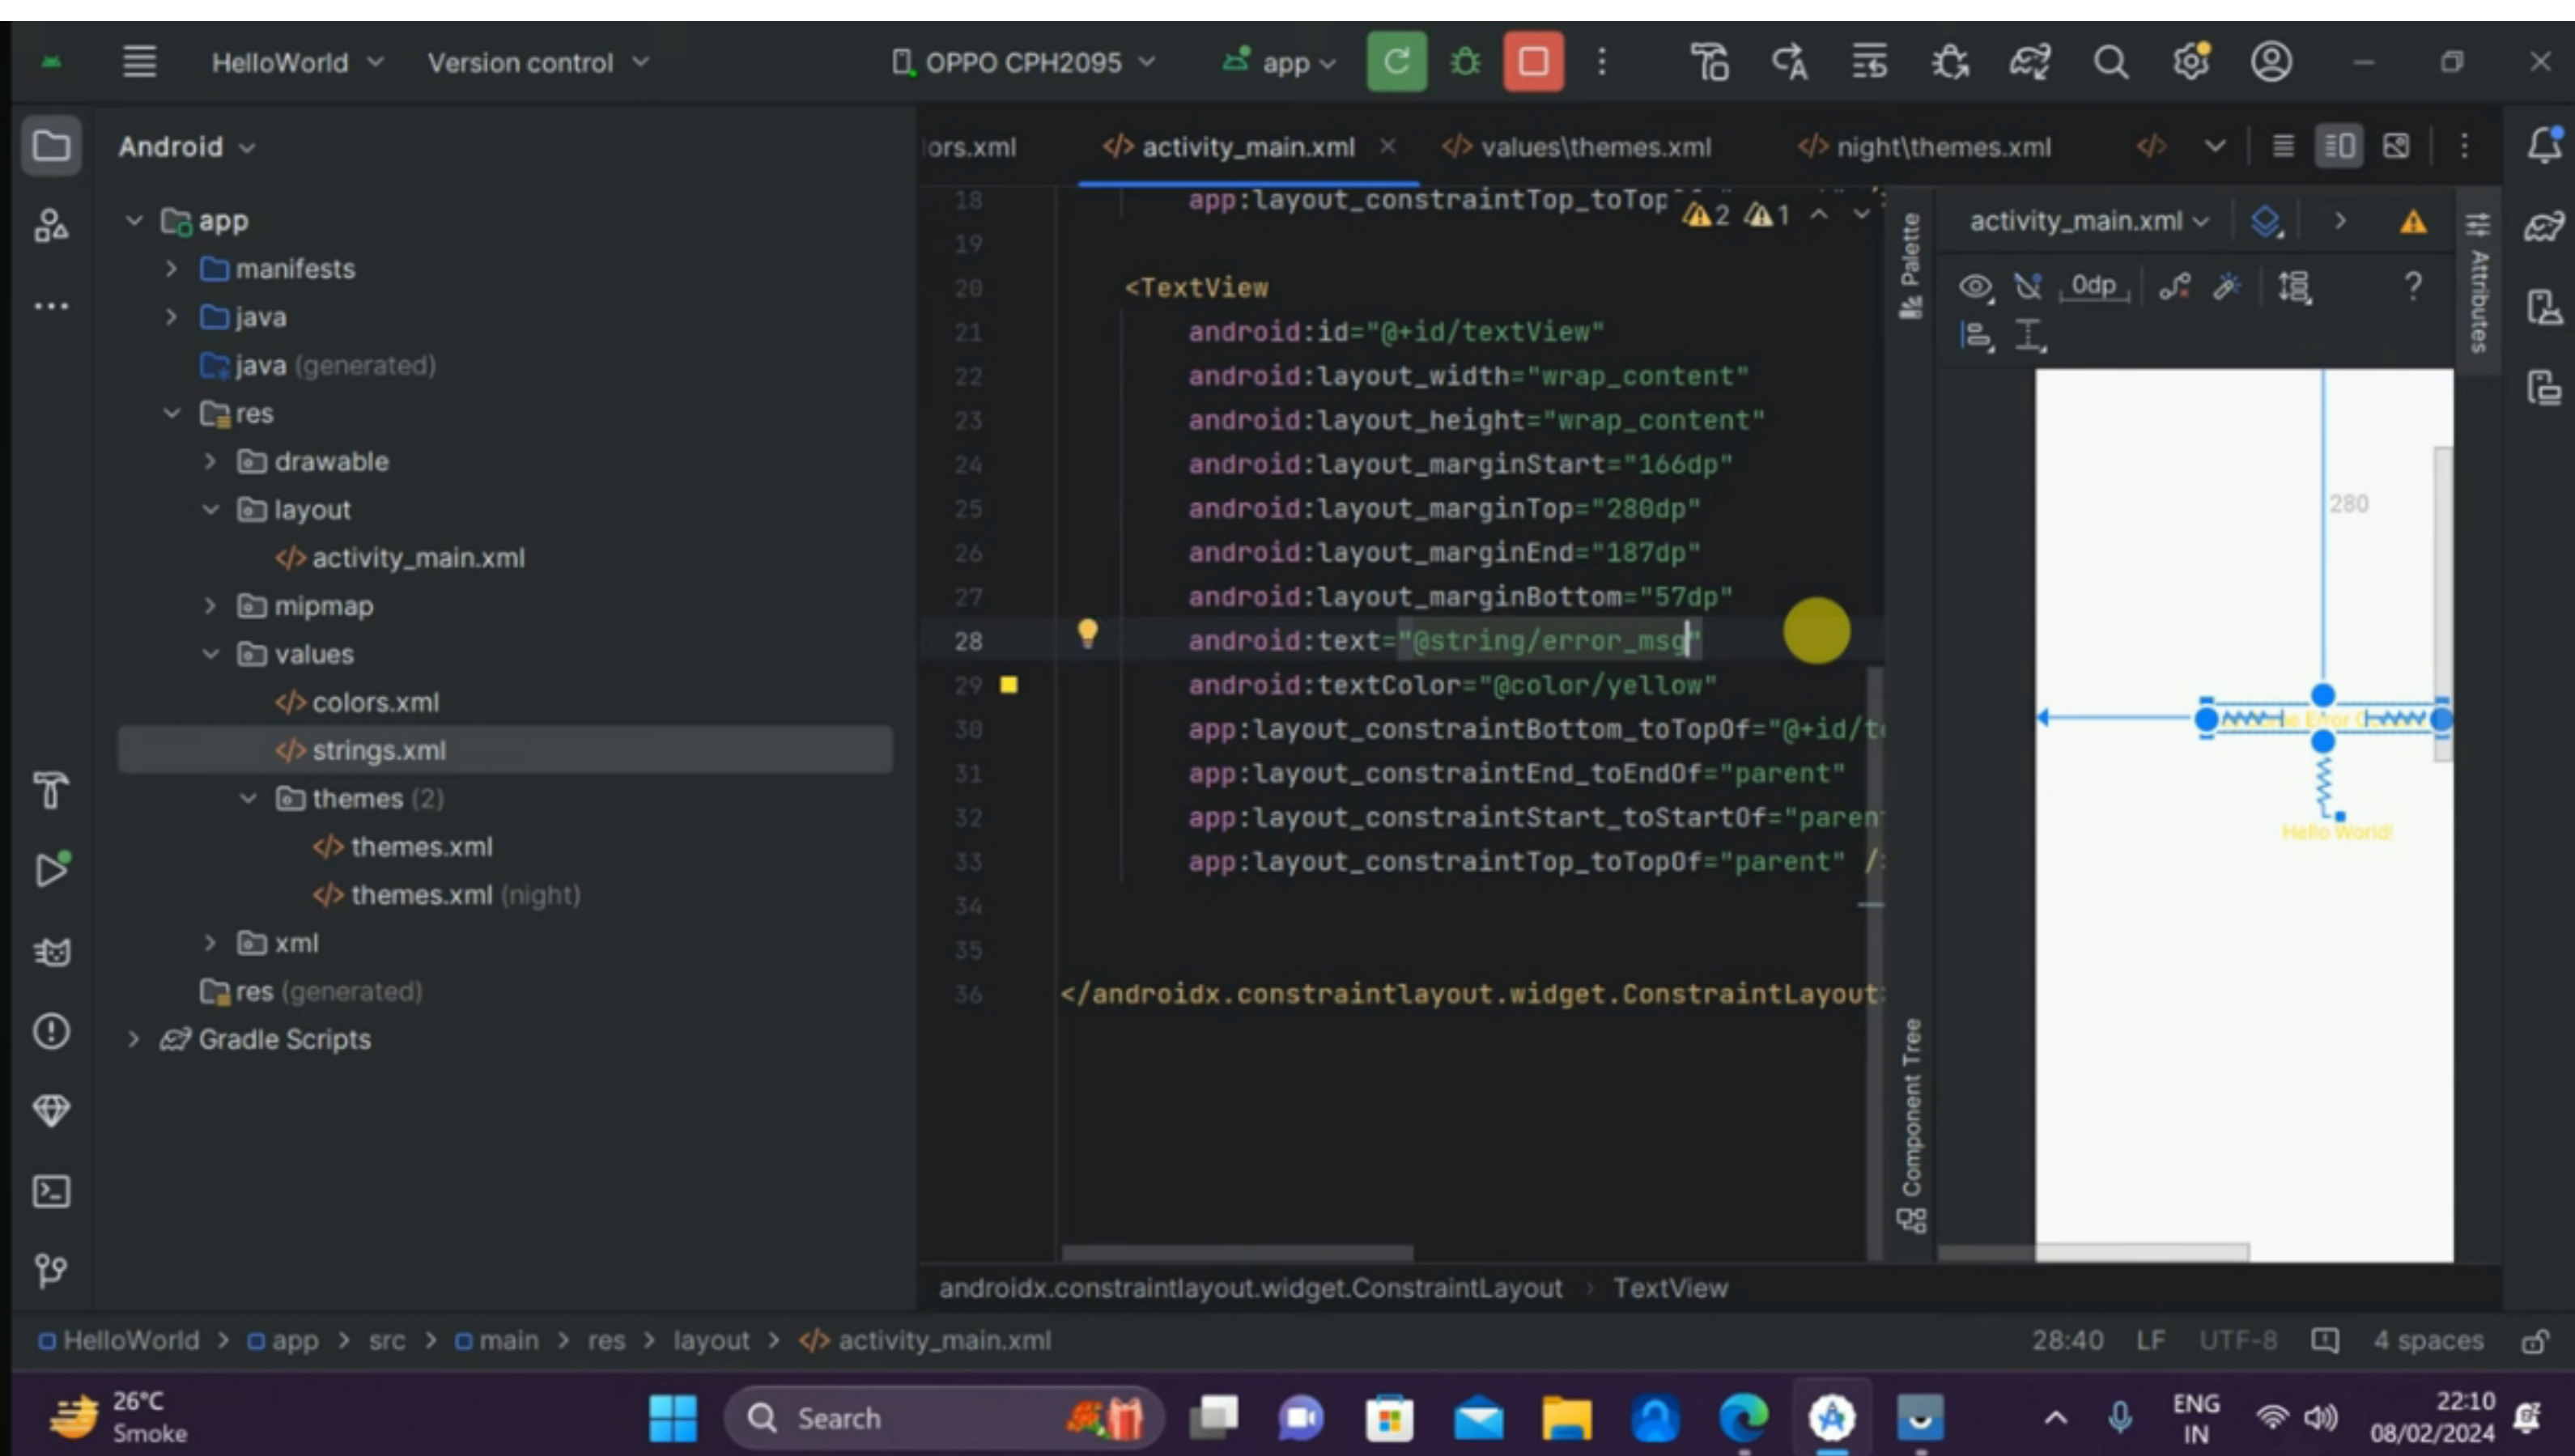 HelloWorld
Version control
OPPO CPH2095
app
Android
app
manifests
java
java (generated)
res
drawable
layout
activity_main.xml
mipmap
values
colors.xml
strings.xml
themes (2)
themes.xml
themes.xml (night)
xml
res (generated)
Gradle Scripts
ors.xml
activity_main.xml
values\themes.xml
night\themes.xml
2 1
18 app:layout_constraintTop_toTop
19
20 <TextView
21 android:id="@+id/textView"
22 android:layout_width="wrap_content"
23 android:layout_height="wrap_content"
24 android:layout_marginStart="166dp"
25 android:layout_marginTop="280dp"
26 android:layout_marginEnd="187dp"
27 android:layout_marginBottom="57dp"
28 android:text="@string/error_msg"
29 android:textColor="@color/yellow"
30 app:layout_constraintBottom_toTopOf="@+id/te
31 app:layout_constraintEnd_toEndOf="parent"
32 app:layout_constraintStart_toStartOf="paren
33 app:layout_constraintTop_toTopOf="parent" />
34
35
36 </androidx.constraintlayout.widget.ConstraintLayout>
Palette
Component Tree
activity_main.xml
0dp
?
Attributes
280
Error
Hello World!
androidx.constraintlayout.widget.ConstraintLayout > TextView
HelloWorld > app > src > main > res > layout > activity_main.xml
28:40 LF UTF-8 4 spaces
26°C
Smoke
Search
ENG
IN
22:10
08/02/2024